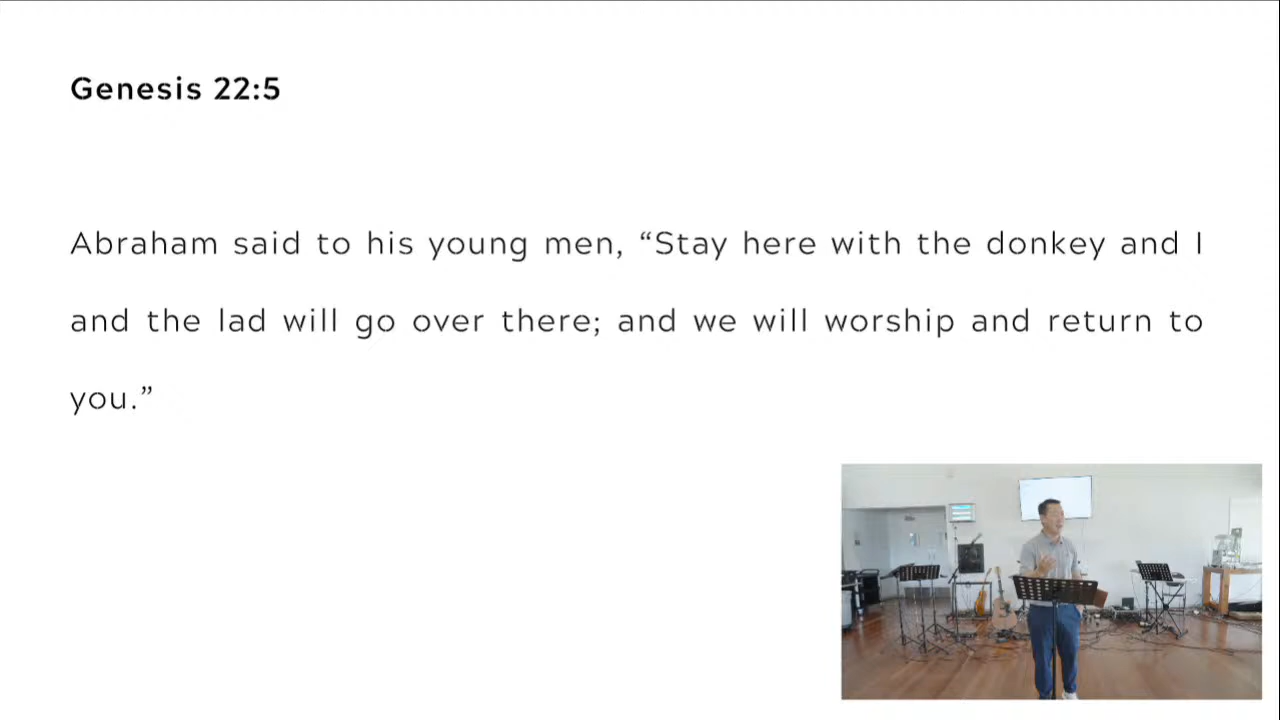 Genesis 22:5
Abraham said to his young men, “Stay here with the donkey and I
and the lad will go over there; and we will worship and return to
you.”